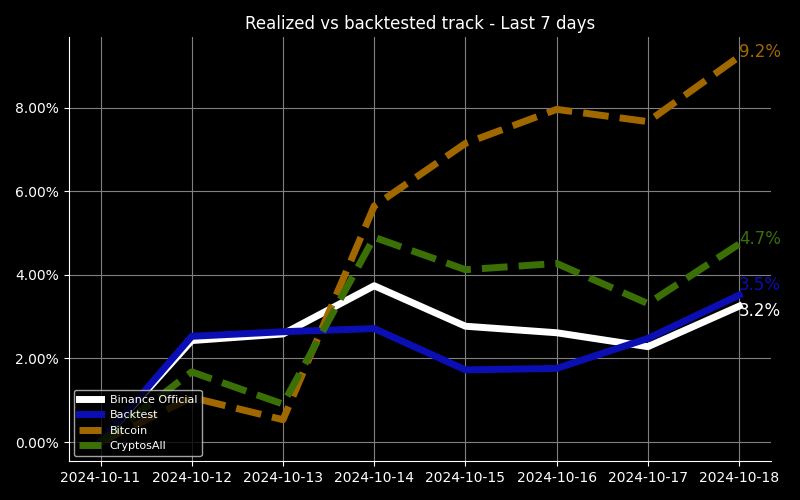 Realized vs backtested track - Last 7 days
9.2%
8.00%
6.00%
4.7%
4.00%
3.5%
3.2%
2.00%
0.00%
Binance Official
Backtest
Bitcoin
CryptosAll
2024-10-11 2024-10-12 2024-10-13 2024-10-14 2024-10-15 2024-10-16 2024-10-17 2024-10-18